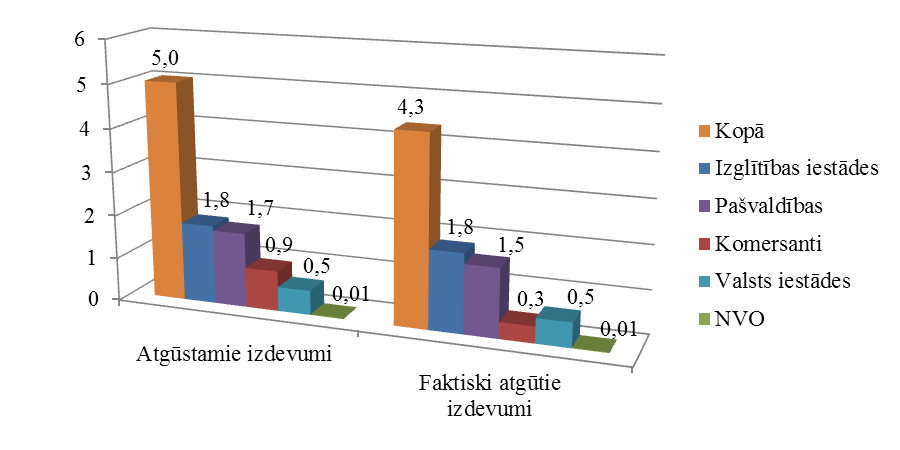 6
5
4
3
2
1
0
5,0
1,8
1,7
0,9
0,5
0,01
4,3
1,8
1,5
0,3
0,5
0,01
Atgūstamie izdevumi
Faktiski atgūtie
izdevumi
Kopā
Izglītības iestādes
Pašvaldības
Komersanti
Valsts iestādes
NVO